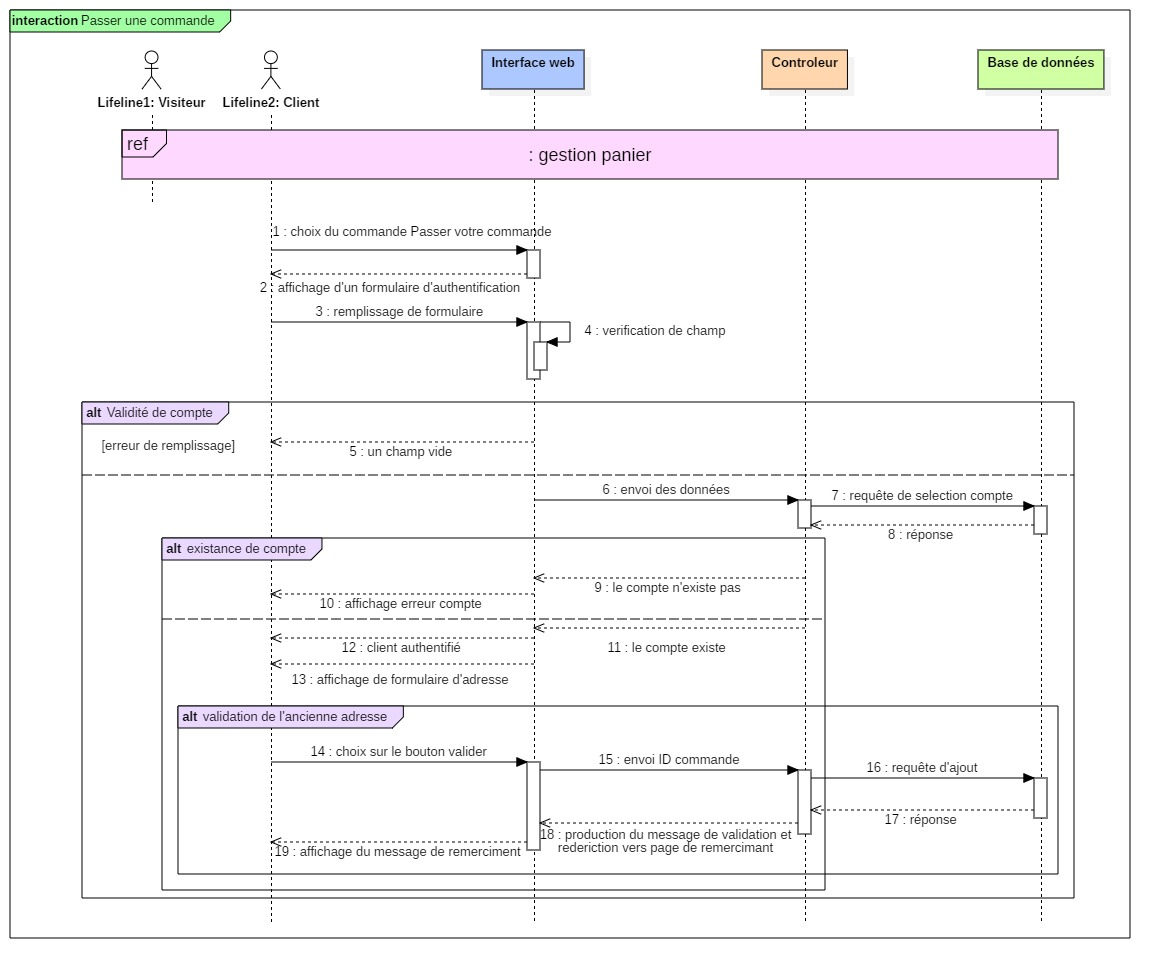 interaction Passer une commande
Lifeline1: Visiteur
Lifeline2: Client
Interface web
Controleur
Base de données
ref
: gestion panier
1 : choix du commande Passer votre commande
2 : affichage d'un formulaire d'authentification
3 : remplissage de formulaire
4 : verification de champ
alt Validité de compte
[erreur de remplissage]
5 : un champ vide
6 : envoi des données
7 : requête de selection compte
8 : réponse
alt existance de compte
9 : le compte n'existe pas
10 : affichage erreur compte
11 : le compte existe
12 : client authentifié
13 : affichage de formulaire d'adresse
alt validation de l'ancienne adresse
14 : choix sur le bouton valider
15 : envoi ID commande
16 : requête d'ajout
17 : réponse
18 : production du message de validation et
rederiction vers page de remercimant
19 : affichage du message de remerciment